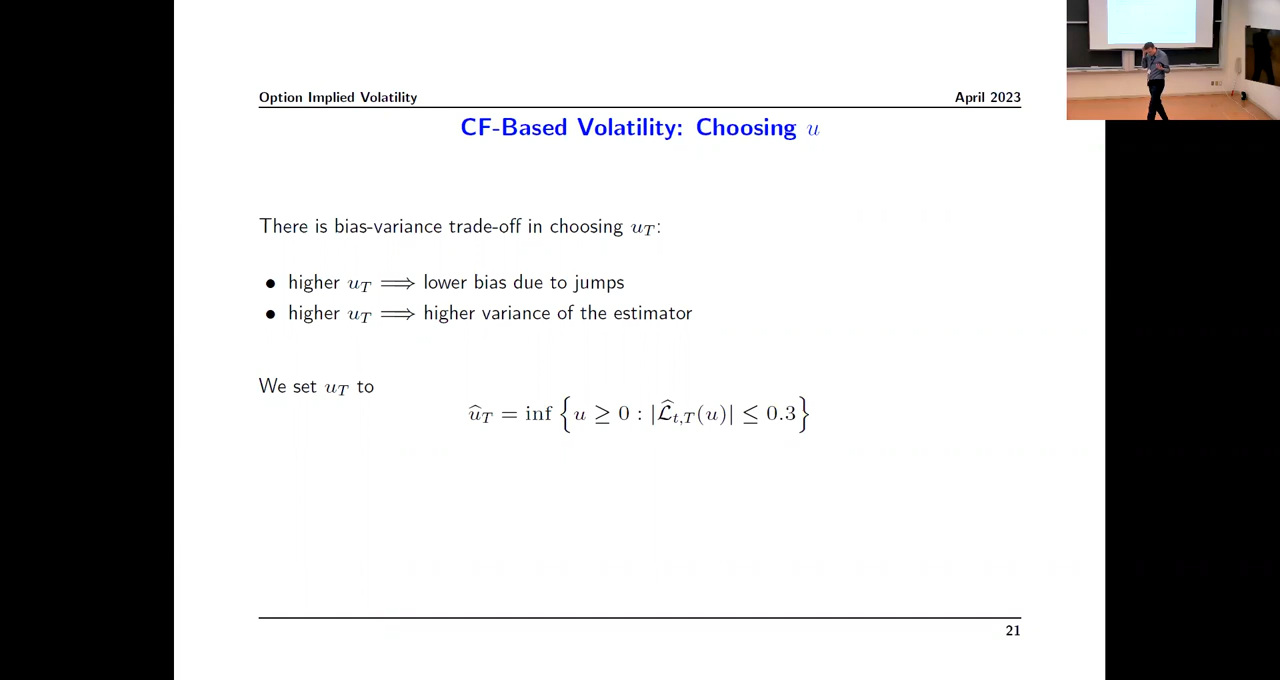 Option Implied Volatility April 2023
CF-Based Volatility: Choosing u
There is bias-variance trade-off in choosing u_T:
• higher u_T ⟹ lower bias due to jumps
• higher u_T ⟹ higher variance of the estimator
We set u_T to
û_T = inf { u ≥ 0 : |ℒ̂_{t,T}(u)| ≤ 0.3 }
21